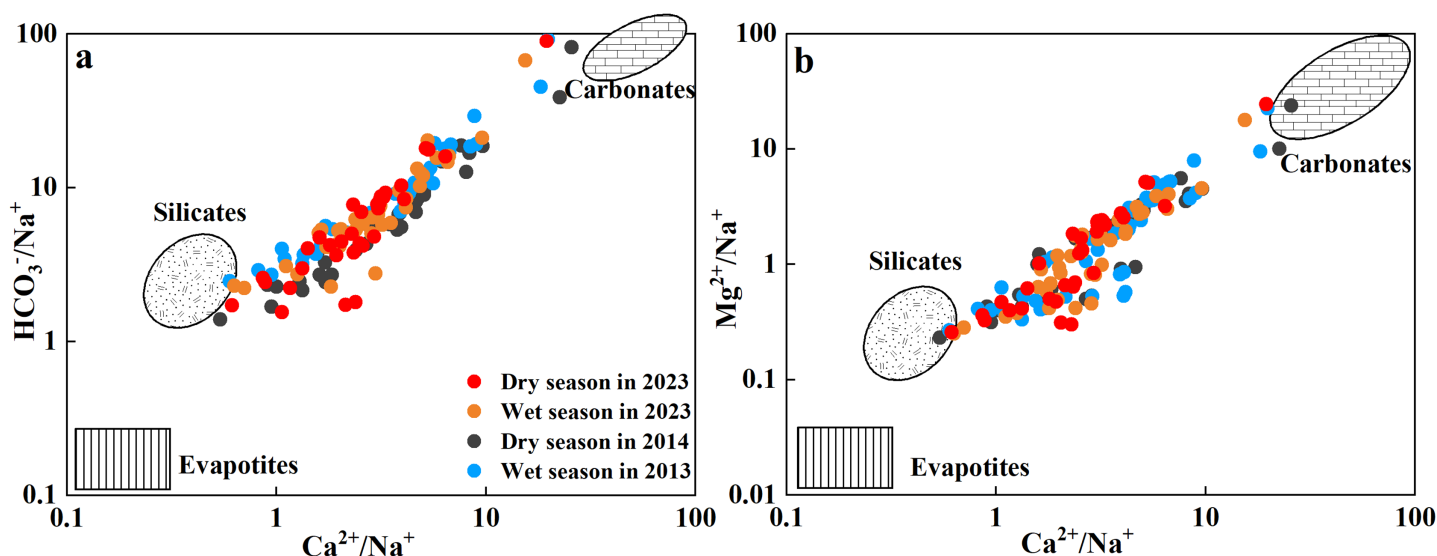 a
HCO₃⁻/Na⁺
100
10
1
0.1
0.1
1
10
100
Ca²⁺/Na⁺
Silicates
Carbonates
Evapotites
Dry season in 2023
Wet season in 2023
Dry season in 2014
Wet season in 2013
b
Mg²⁺/Na⁺
100
10
1
0.1
0.01
1
10
100
Ca²⁺/Na⁺
Silicates
Carbonates
Evapotites